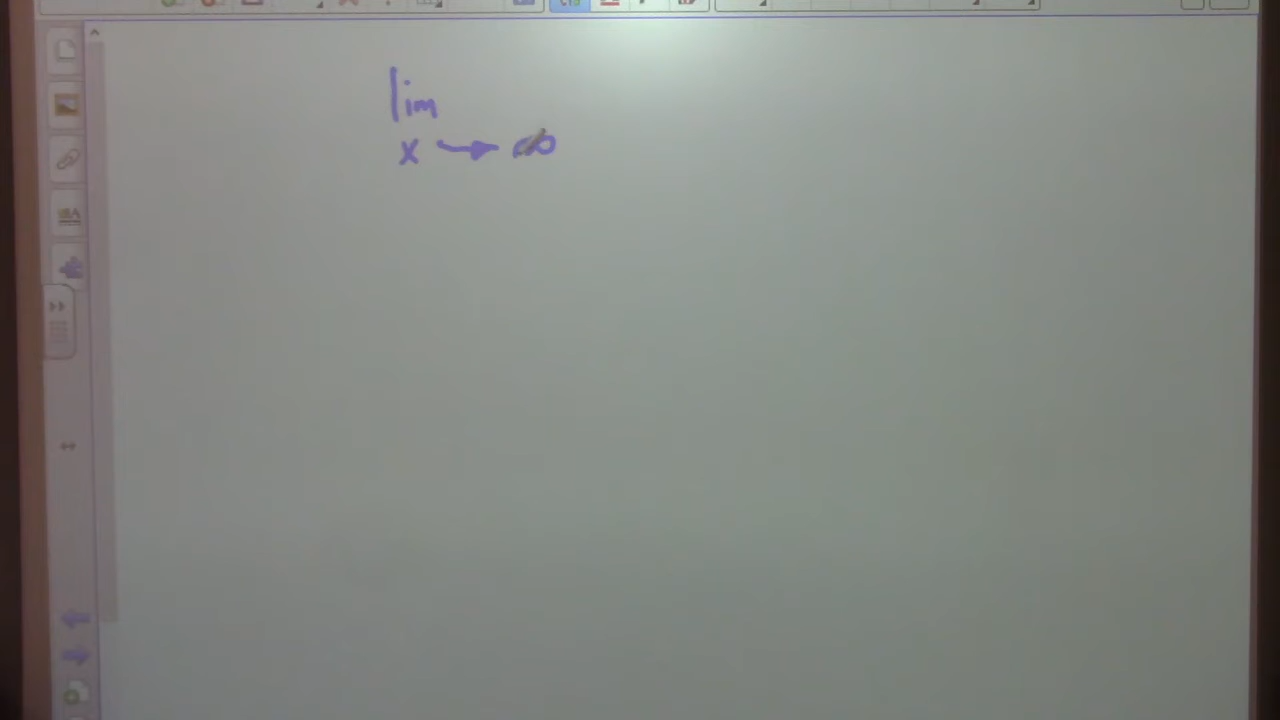 lim
x → ∞